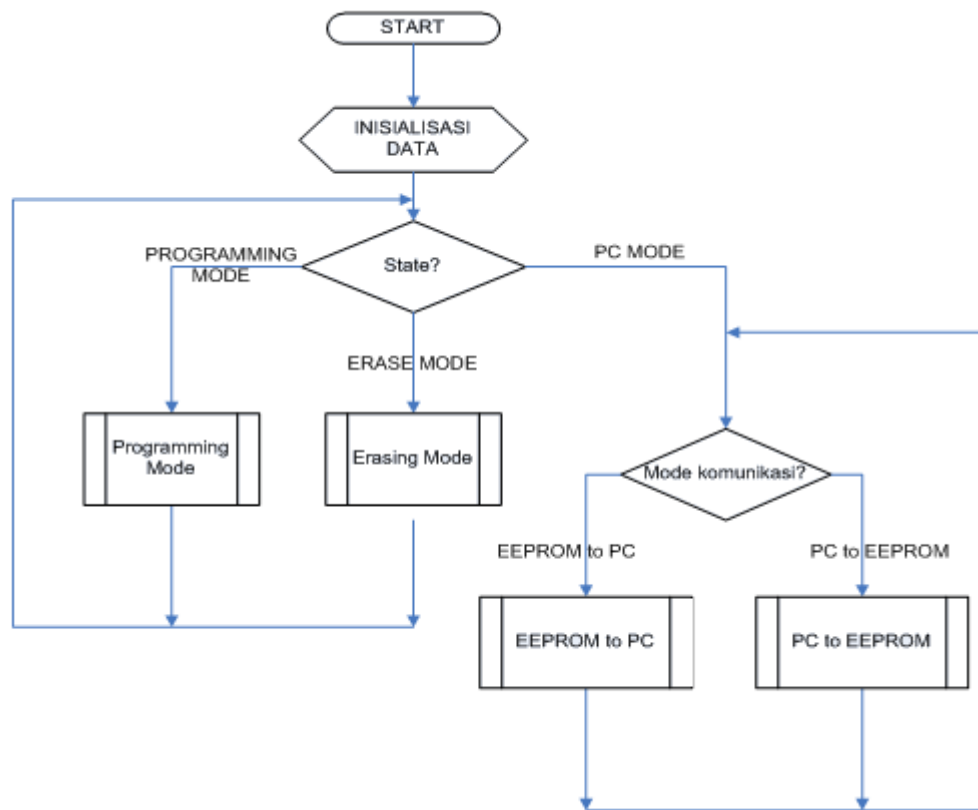 START
INISIALISASI
DATA
PROGRAMMING
MODE
State?
PC MODE
ERASE MODE
Programming
Mode
Erasing Mode
Mode komunikasi?
EEPROM to PC
PC to EEPROM
EEPROM to PC
PC to EEPROM